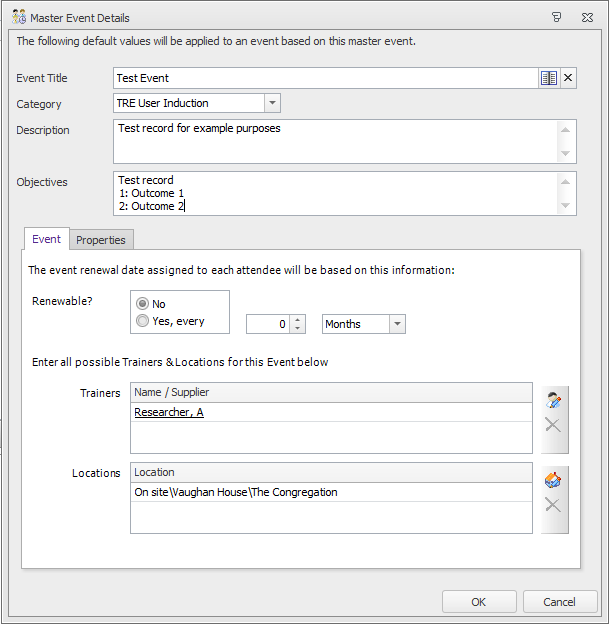 Master Event Details
The following default values will be applied to an event based on this master event.
Event Title Test Event
Category TRE User Induction
Description Test record for example purposes
Objectives Test record
1: Outcome 1
2: Outcome 2
Event Properties
The event renewal date assigned to each attendee will be based on this information:
Renewable? No
Yes, every 0 Months
Enter all possible Trainers & Locations for this Event below
Trainers Name / Supplier
Researcher, A
Locations Location
On site\Vaughan House\The Congregation
OK Cancel